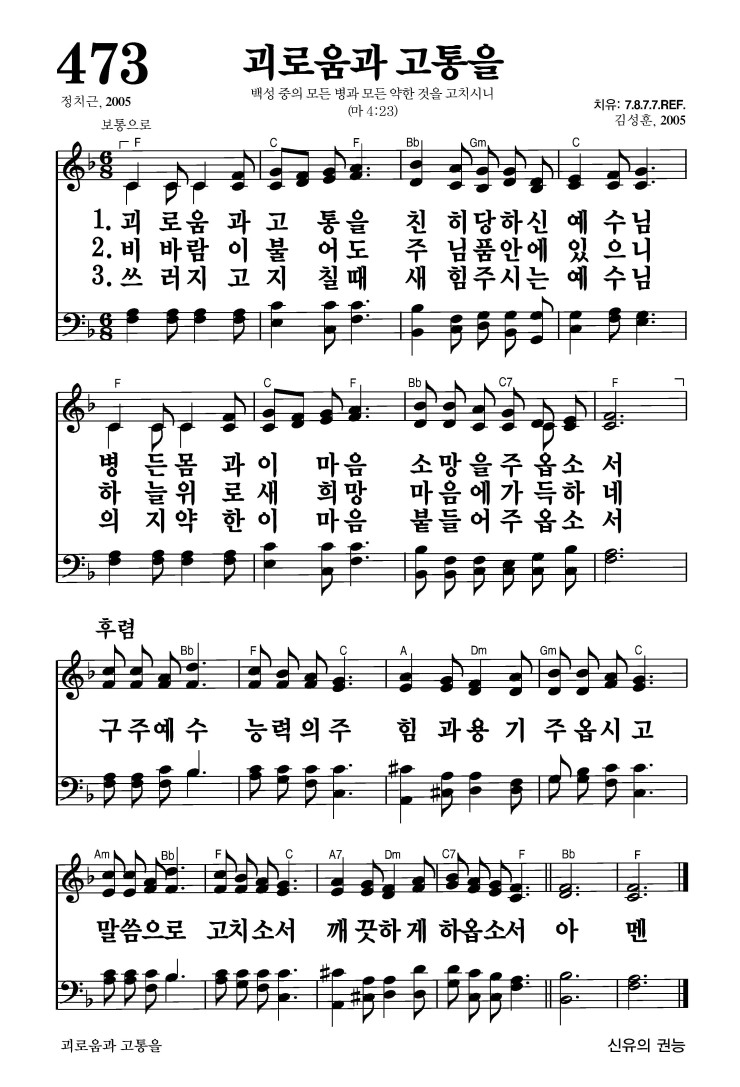 473
괴로움과 고통을
백성 중의 모든 병과 모든 약한 것을 고치시니
(마 4:23)
정치근, 2005
치유: 7.8.7.7.REF.
김성훈, 2005
보통으로
F C F Bb Gm C
6 8
1. 괴 로움 과 고 통을 친 히당하신 예 수님
2. 비 바람 이 불 어도 주 님품안에 있 으니
3. 쓰 러지 고 지 칠때 새 힘주시는 예 수님
6 8
F C F Bb C7 F
병 든몸 과이 마음 소망을주 옵소 서
하 늘위 로새 희망 마음에가 득하 네
의 지약 한이 마음 붙들어주 옵소 서
후렴
Bb F C A Dm Gm C
구주예 수 능력의주 힘 과용 기 주옵시고
Am Bb F C A7 Dm C7 F Bb F
말씀으로 고치소서 깨 끗하 게 하옵소서 아 멘
괴로움과 고통을
신유의 권능